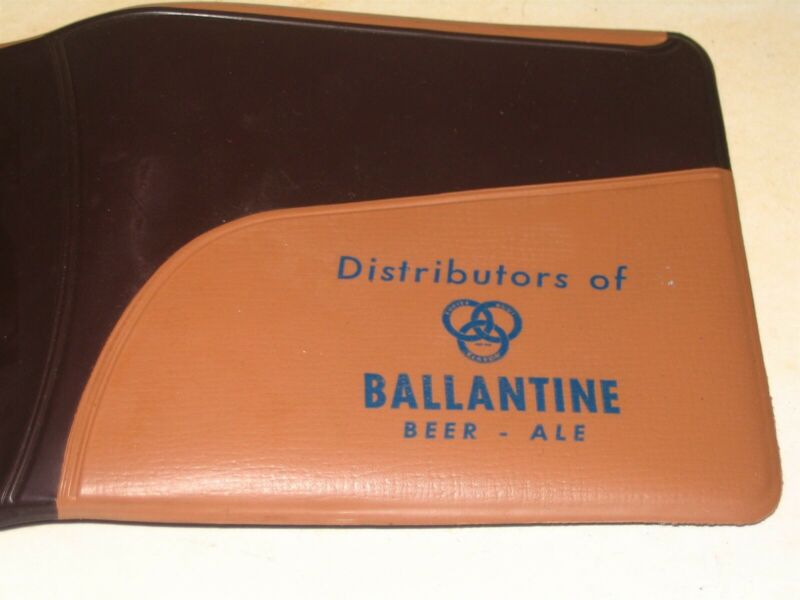 Distributors of
BALLANTINE
BEER - ALE